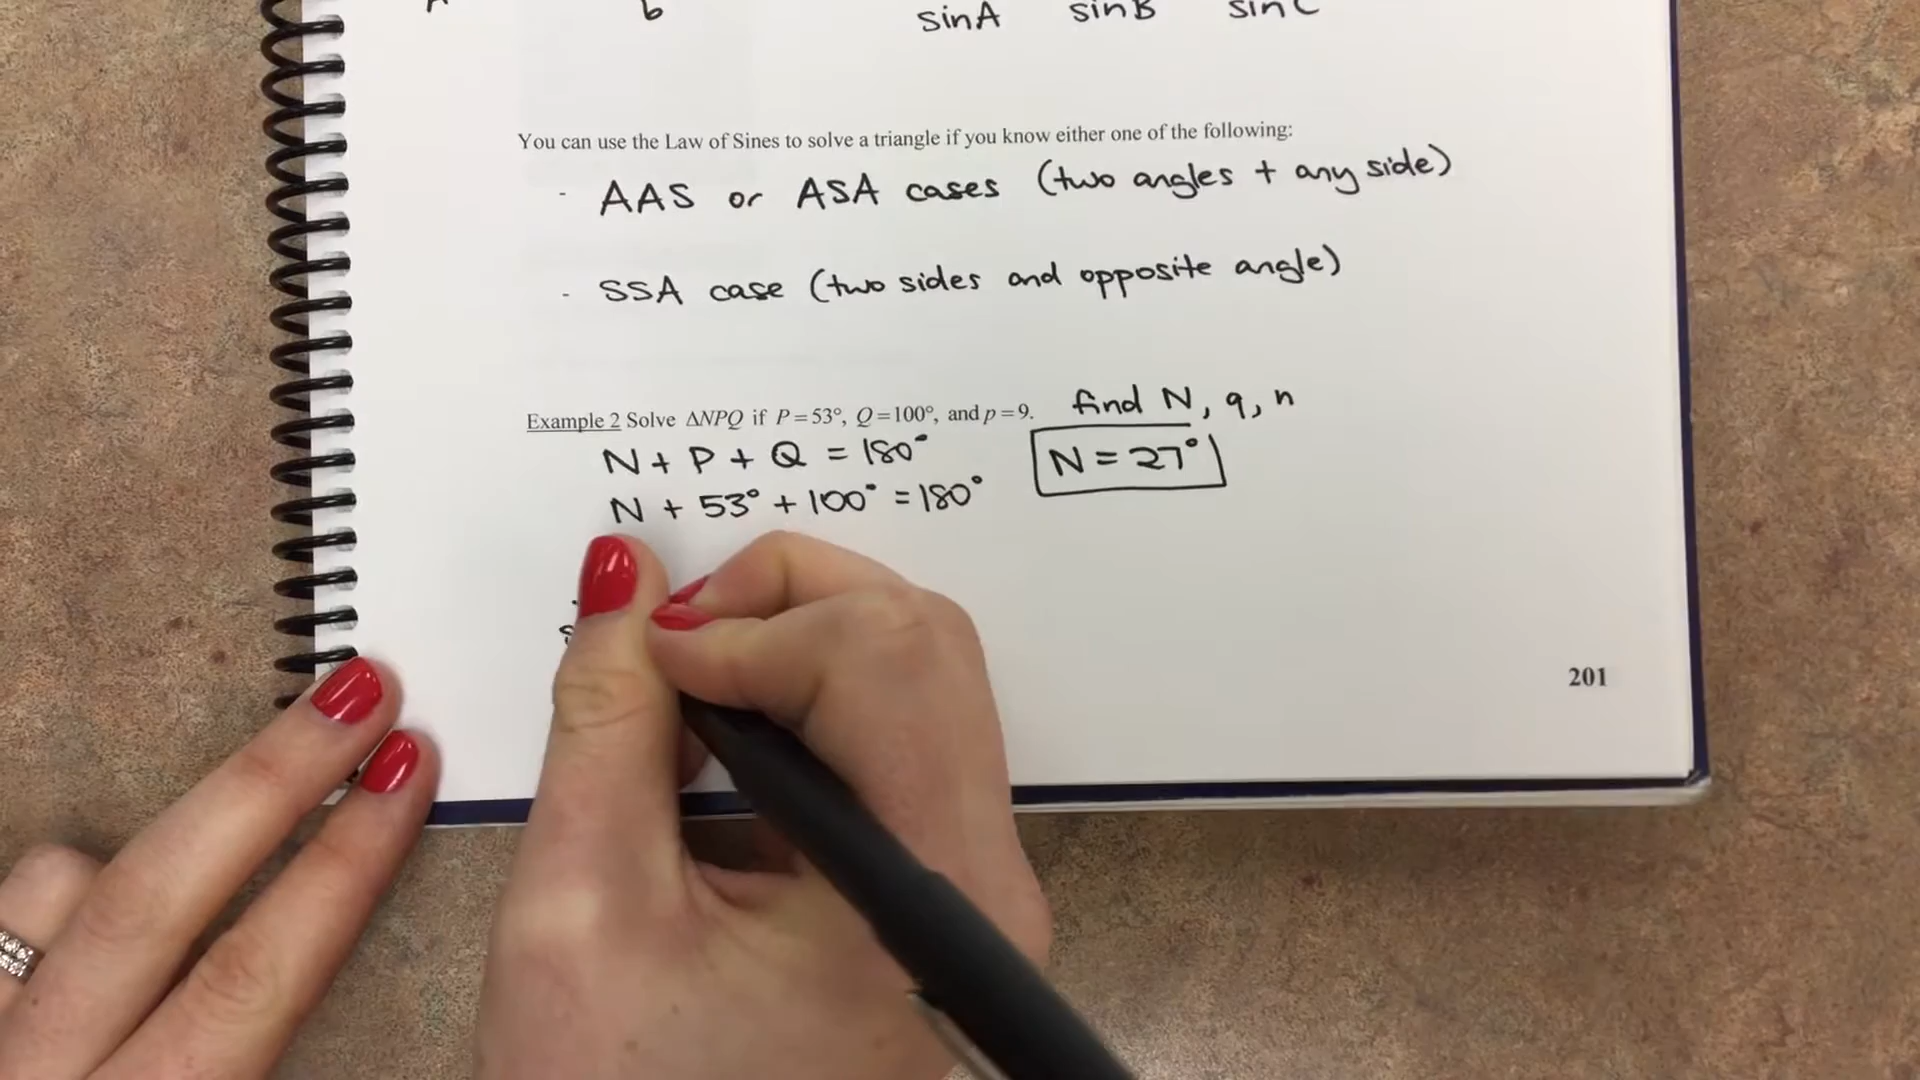 b
sinA sinB sinC
You can use the Law of Sines to solve a triangle if you know either one of the following:
- AAS or ASA cases (two angles + any side)
- SSA case (two sides and opposite angle)
Example 2 Solve ΔNPQ if P=53°, Q=100°, and p=9. find N, q, n
N + P + Q = 180° N = 27°
N + 53° + 100° = 180°
201